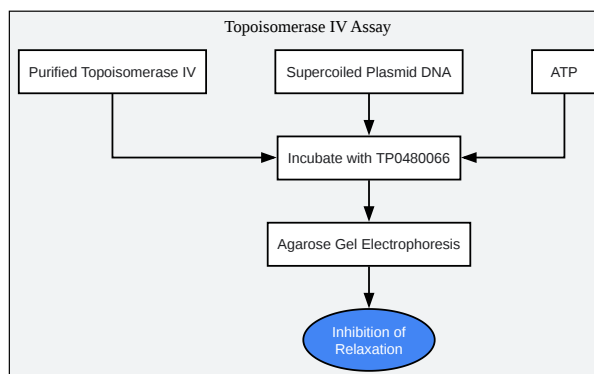 Topoisomerase IV Assay
Purified Topoisomerase IV
Supercoiled Plasmid DNA
ATP
Incubate with TP0480066
Agarose Gel Electrophoresis
Inhibition of
Relaxation